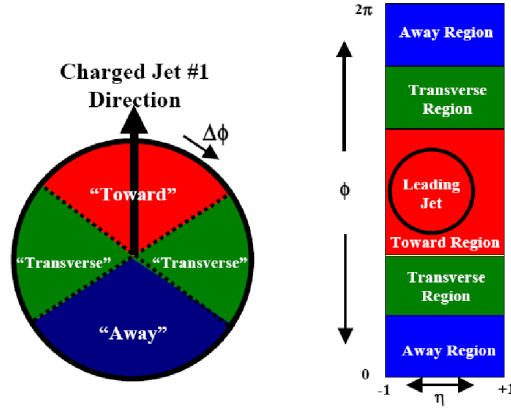 Charged Jet #1
Direction
Δϕ
“Toward”
“Transverse”
“Transverse”
“Away”
2π
Away Region
Transverse
Region
ϕ
Leading
Jet
Toward Region
Transverse
Region
Away Region
0
-1
η
+1